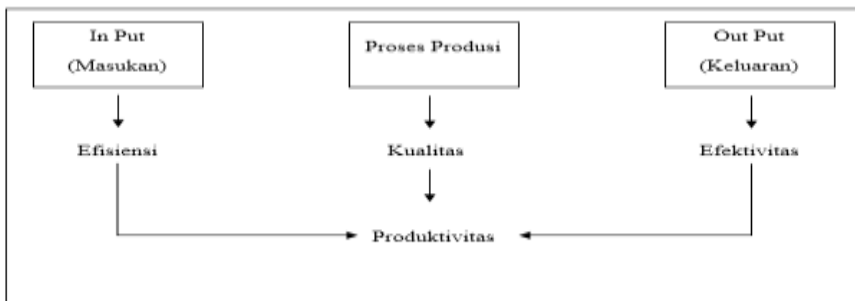 In Put
(Masukan)
Proses Produsi
Out Put
(Keluaran)
Efisiensi
Kualitas
Efektivitas
Produktivitas